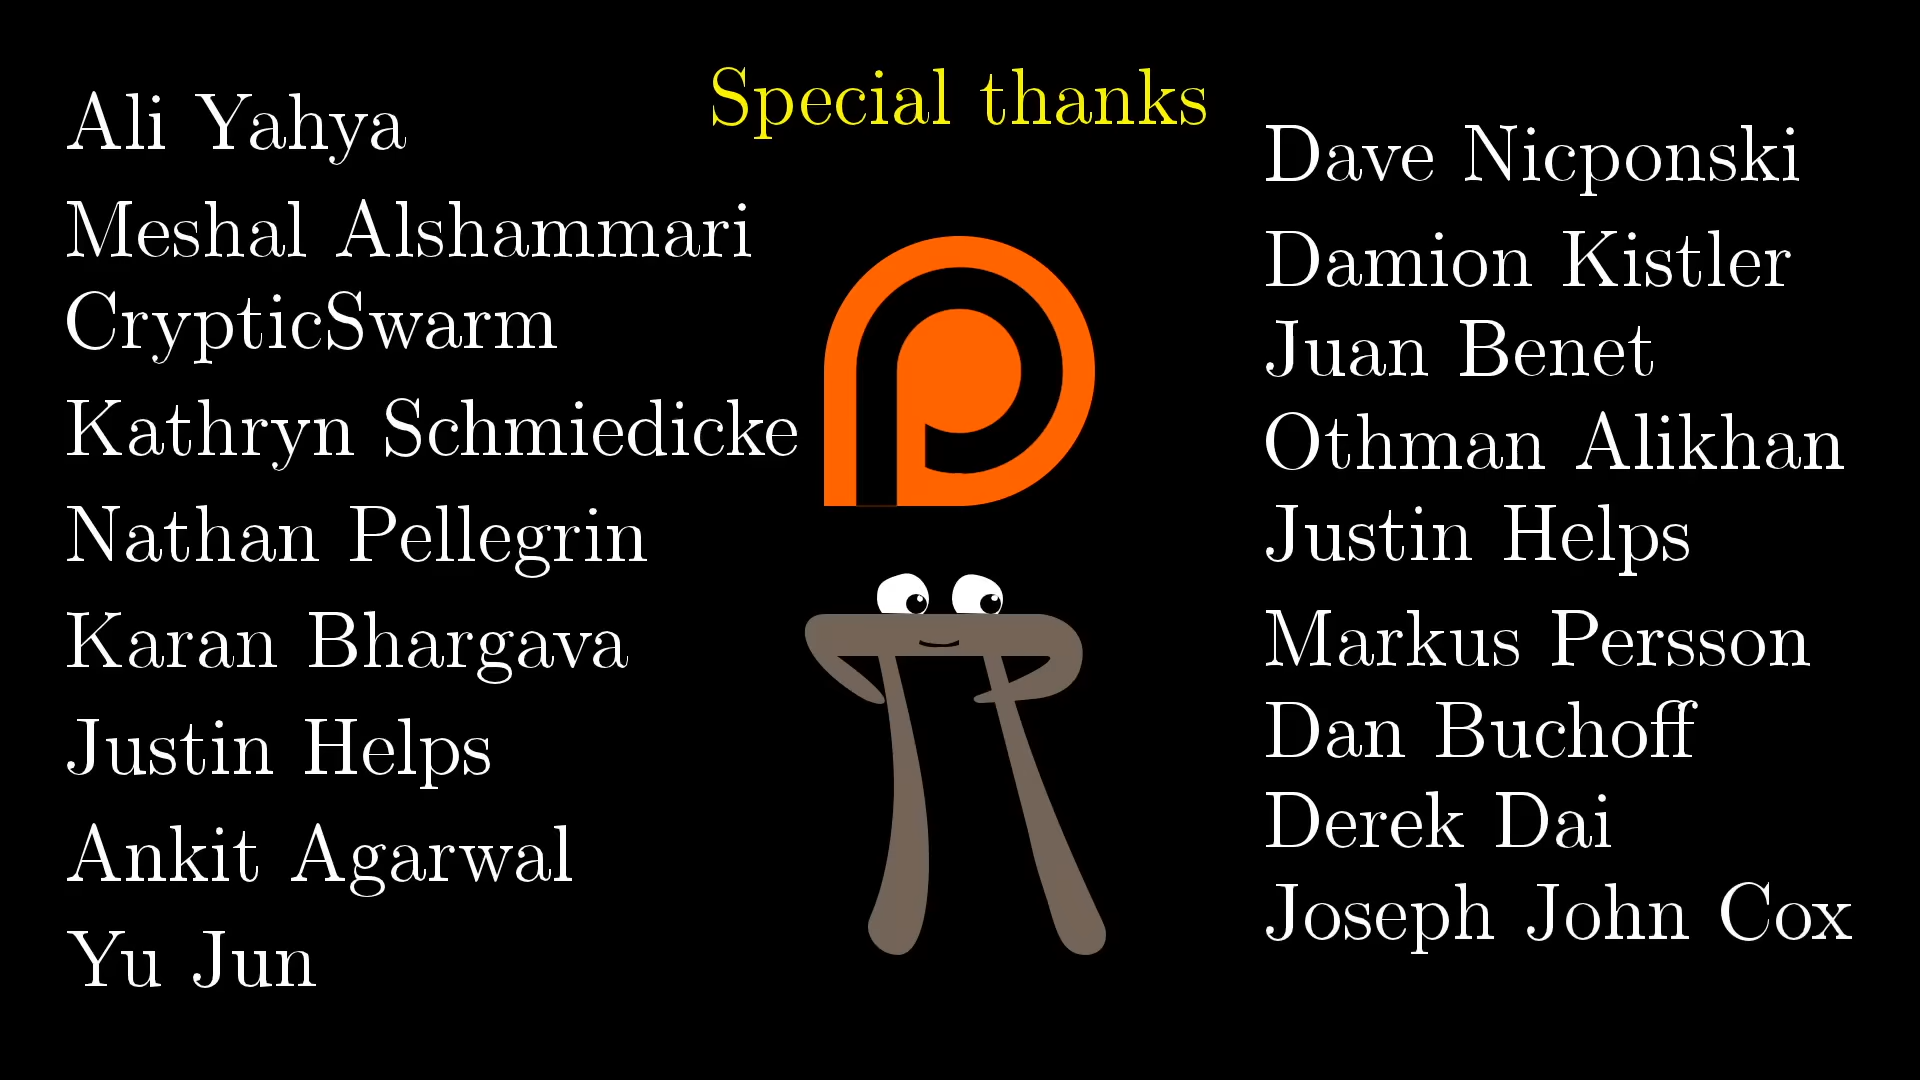 Special thanks
Ali Yahya
Meshal Alshammari
CrypticSwarm
Kathryn Schmiedicke
Nathan Pellegrin
Karan Bhargava
Justin Helps
Ankit Agarwal
Yu Jun
Dave Nicponski
Damion Kistler
Juan Benet
Othman Alikhan
Justin Helps
Markus Persson
Dan Buchoff
Derek Dai
Joseph John Cox